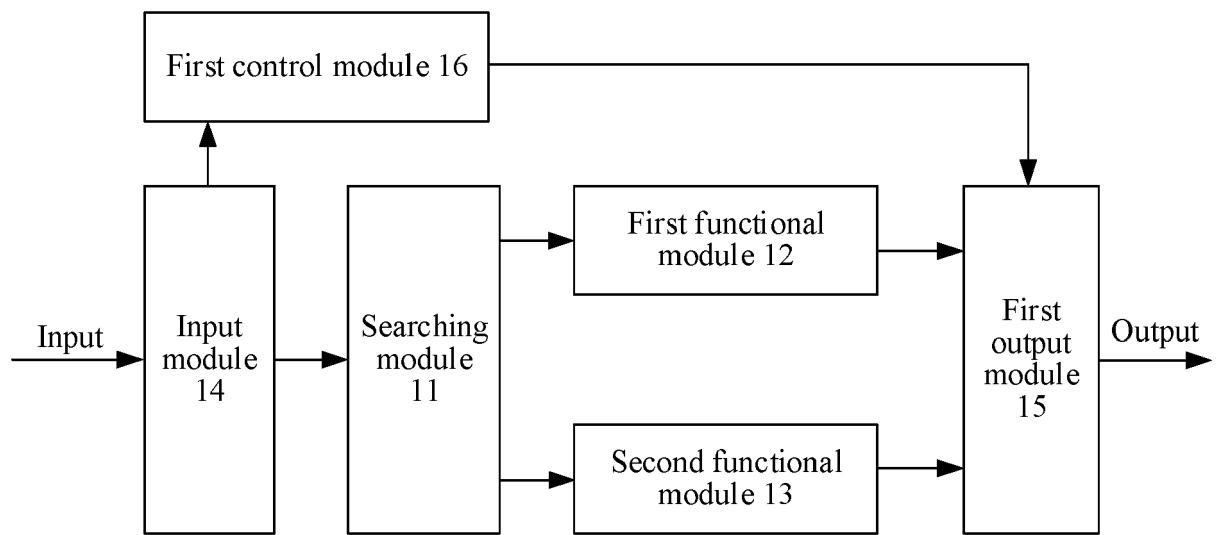 First control module 16
First functional
module 12
Input
Input
module
14
Searching
module
11
First
output
module
15
Output
Second functional
module 13